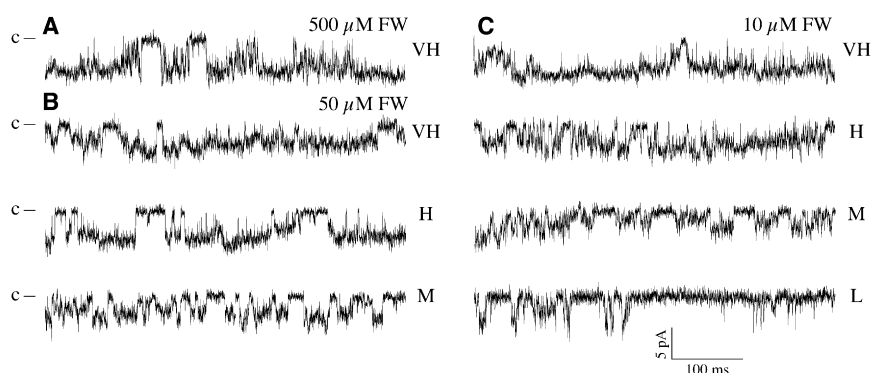 A 500 µM FW
c –
VH
B 50 µM FW
c –
VH
c –
H
c –
M
C 10 µM FW
VH
H
M
L
5 pA
100 ms